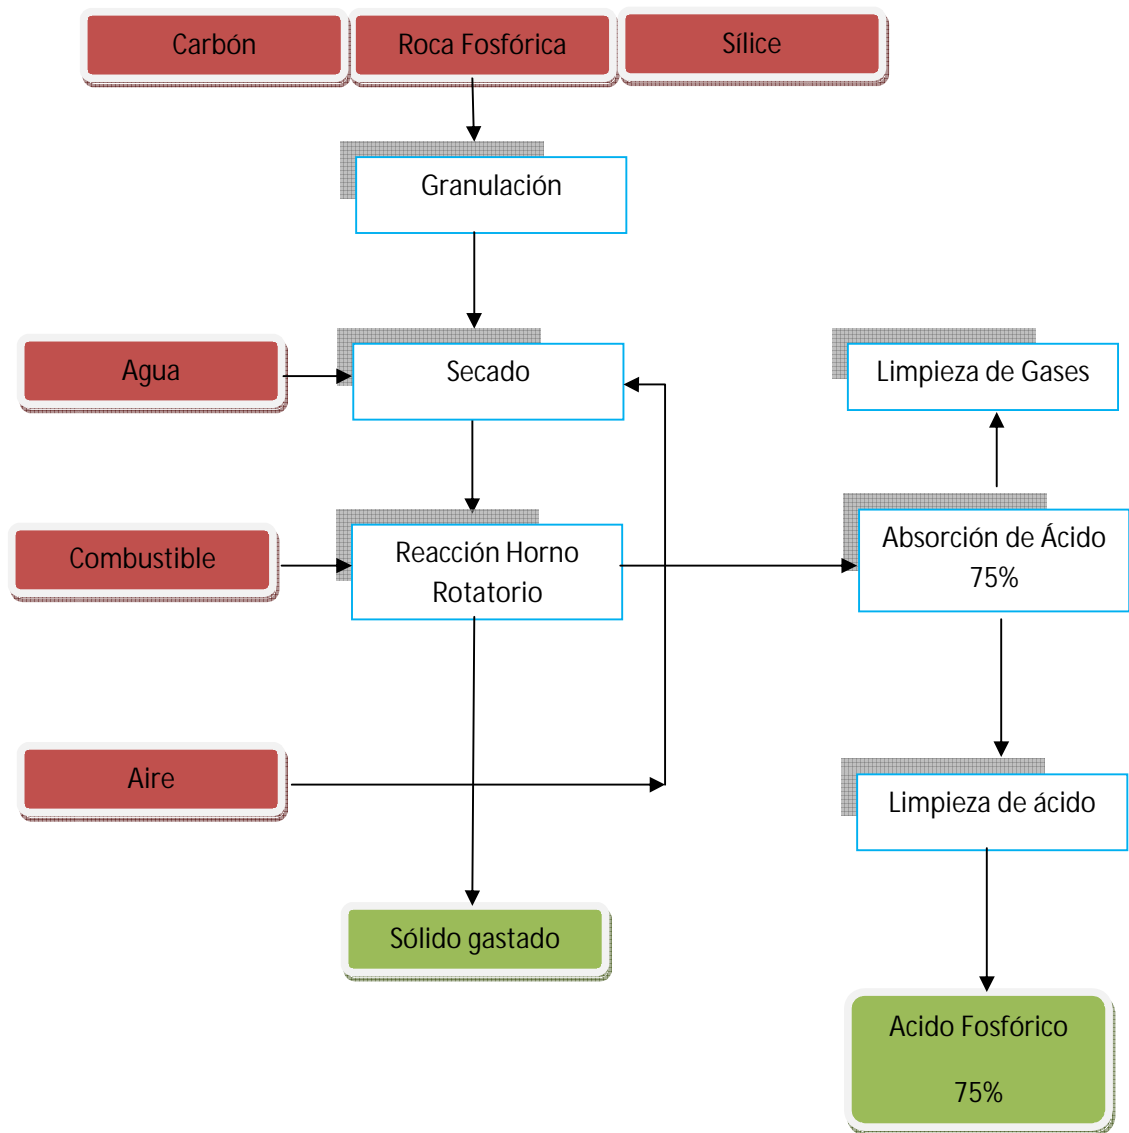 Carbón
Roca Fosfórica
Sílice
Granulación
Agua
Secado
Limpieza de Gases
Combustible
Reacción Horno
Rotatorio
Absorción de Ácido
75%
Aire
Limpieza de ácido
Sólido gastado
Acido Fosfórico
75%